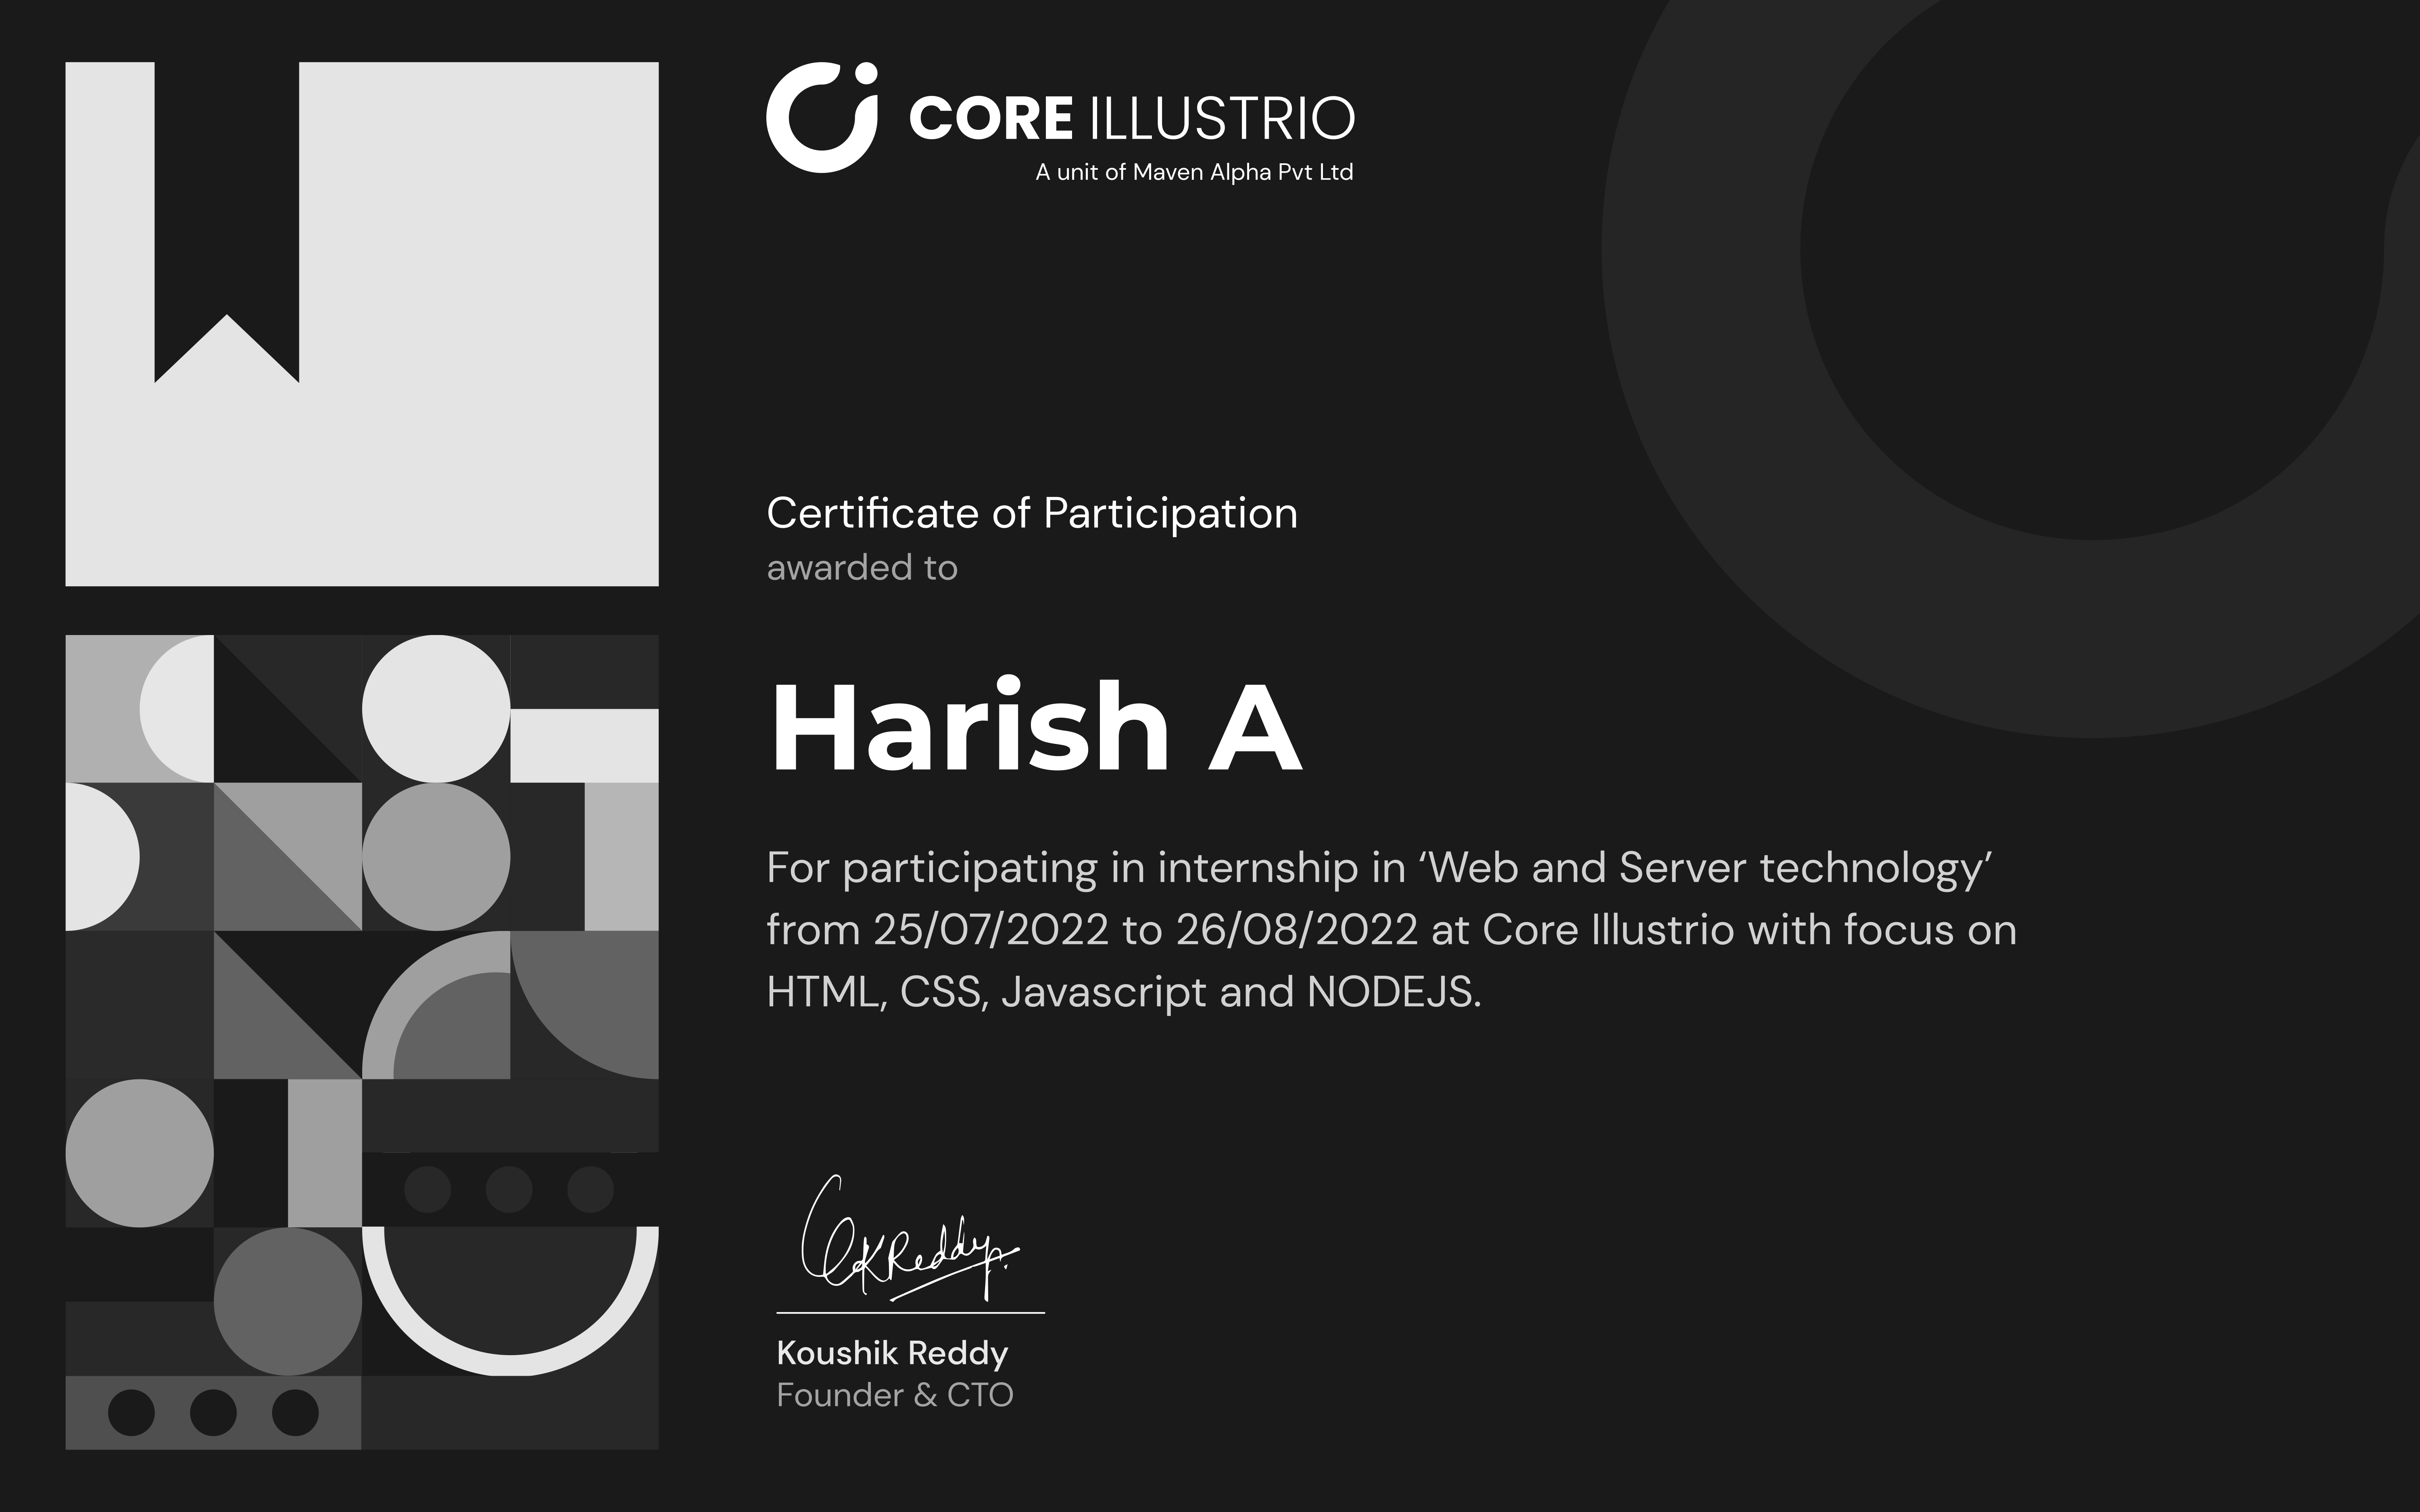 CORE ILLUSTRIO
A unit of Maven Alpha Pvt Ltd
Certificate of Participation
awarded to
Harish A
For participating in internship in ‘Web and Server technology’
from 25/07/2022 to 26/08/2022 at Core Illustrio with focus on
HTML, CSS, Javascript and NODEJS.
Koushik Reddy
Founder & CTO